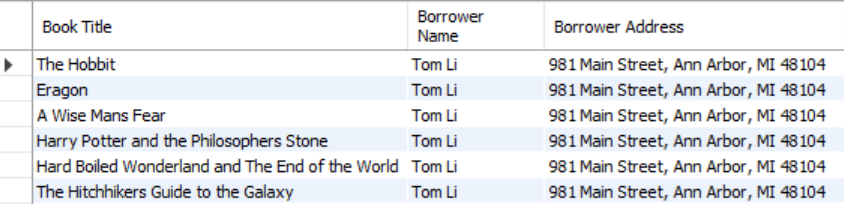 Book Title Borrower Name Borrower Address
The Hobbit Tom Li 981 Main Street, Ann Arbor, MI 48104
Eragon Tom Li 981 Main Street, Ann Arbor, MI 48104
A Wise Mans Fear Tom Li 981 Main Street, Ann Arbor, MI 48104
Harry Potter and the Philosophers Stone Tom Li 981 Main Street, Ann Arbor, MI 48104
Hard Boiled Wonderland and The End of the World Tom Li 981 Main Street, Ann Arbor, MI 48104
The Hitchhikers Guide to the Galaxy Tom Li 981 Main Street, Ann Arbor, MI 48104